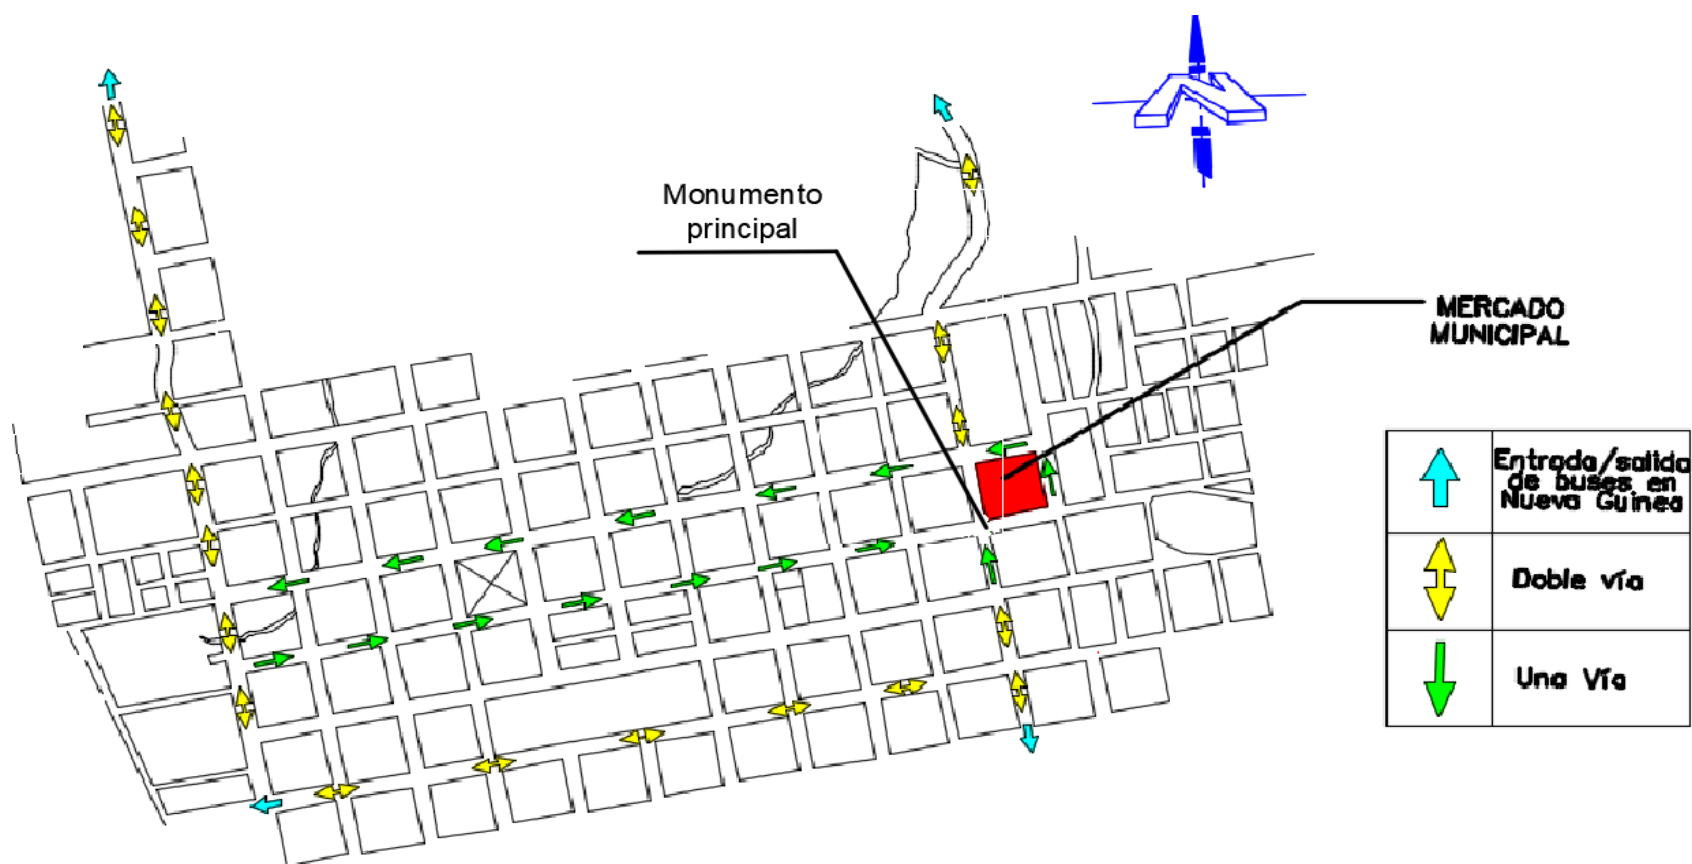 Monumento
principal
MERCADO
MUNICIPAL
Entrada/salida
de buses en
Nueva Guinea
Doble vía
Una Vía